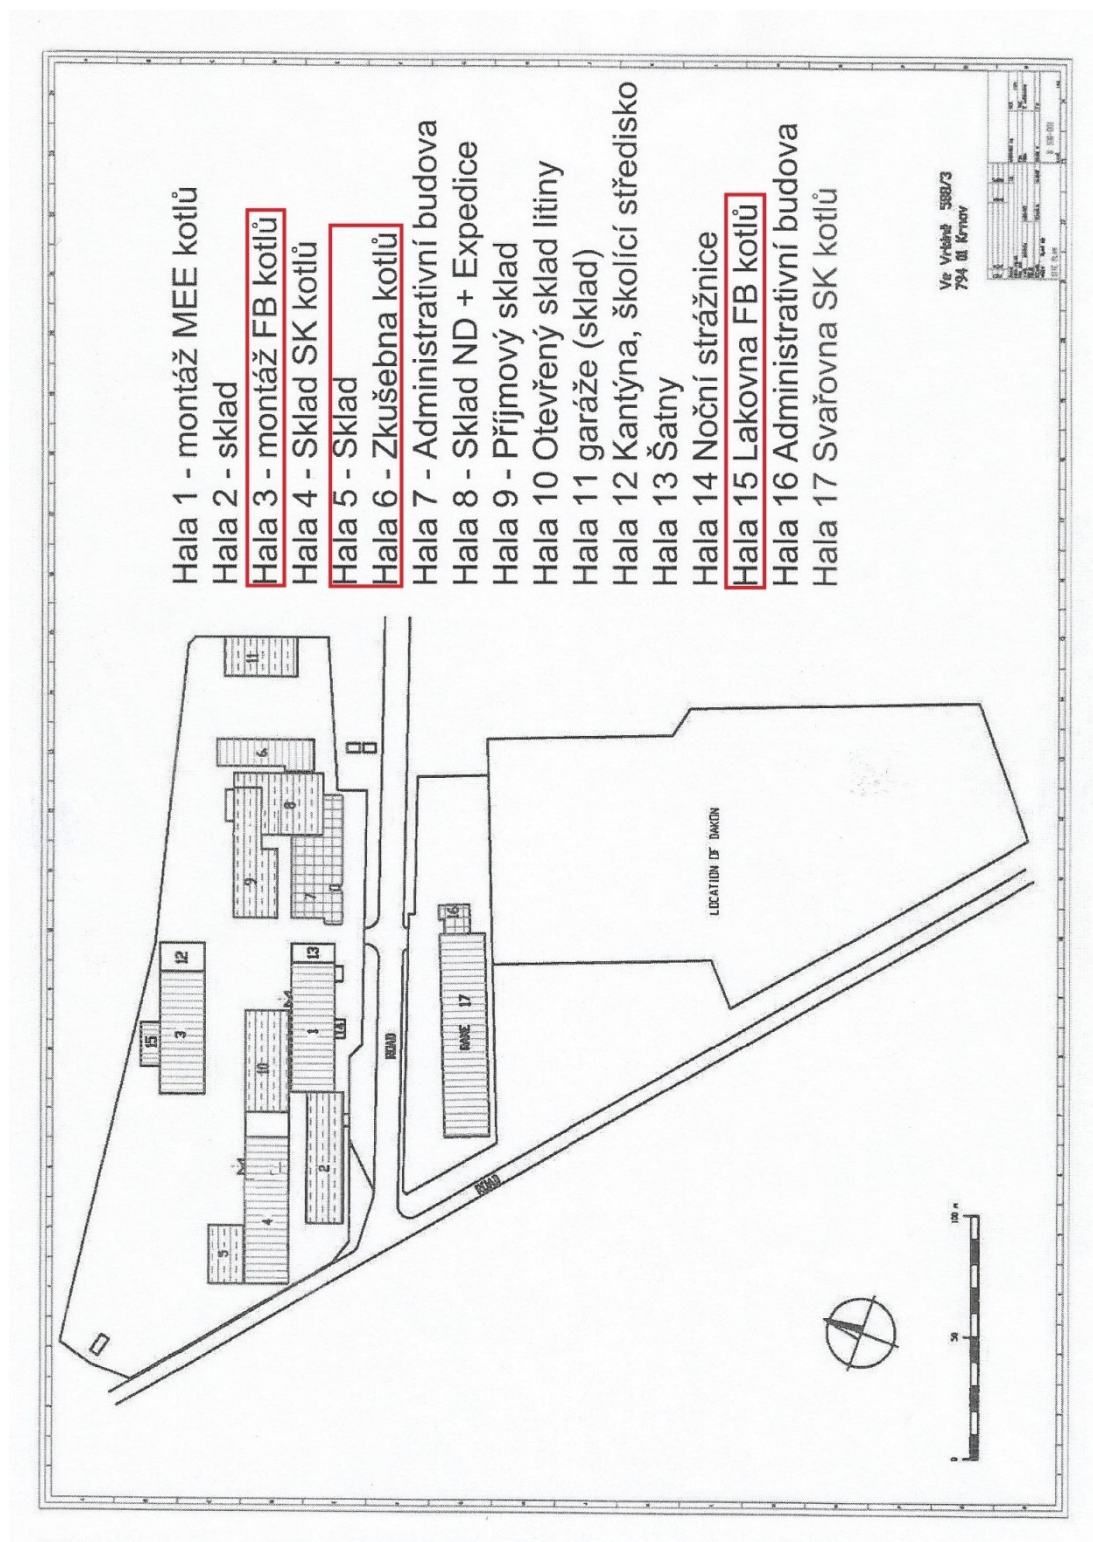 Hala 1 - montáž MEE kotlů
Hala 2 - sklad
Hala 3 - montáž FB kotlů
Hala 4 - Sklad SK kotlů
Hala 5 - Sklad
Hala 6 - Zkušebna kotlů
Hala 7 - Administrativní budova
Hala 8 - Sklad ND + Expedice
Hala 9 - Příjmový sklad
Hala 10 Otevřený sklad litiny
Hala 11 garáže (sklad)
Hala 12 Kantýna, školící středisko
Hala 13 Šatny
Hala 14 Noční strážnice
Hala 15 Lakovna FB kotlů
Hala 16 Administrativní budova
Hala 17 Svařovna SK kotlů
5
4
2
10
1
14
13
15
3
12
9
7
8
6
11
ROAD
ROAD
17
16
LOCATION OF DAKON
0 50 100 M
Ve Vrbině 588/3
794 01 Krnov